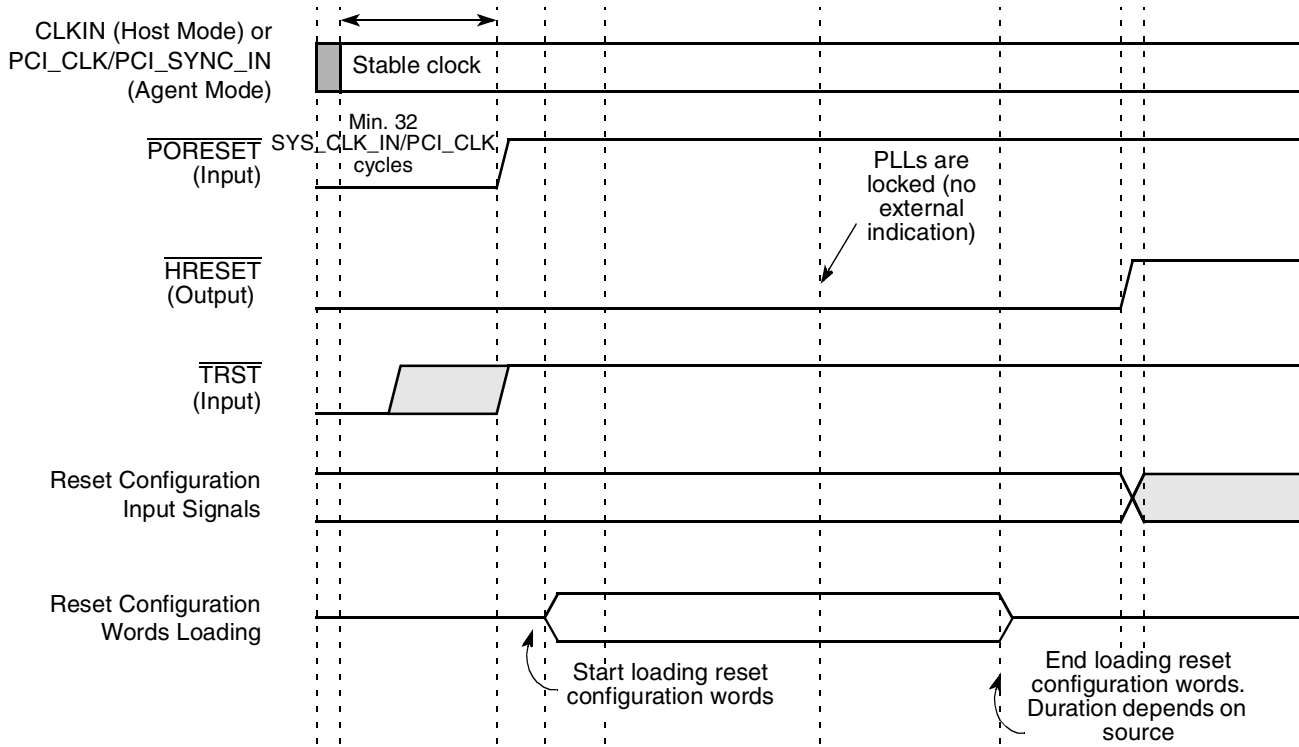 CLKIN (Host Mode) or
PCI_CLK/PCI_SYNC_IN
(Agent Mode)
Stable clock
Min. 32
SYS_CLK_IN/PCI_CLK
cycles
PORESET
(Input)
PLLs are
locked (no
external
indication)
HRESET
(Output)
TRST
(Input)
Reset Configuration
Input Signals
Reset Configuration
Words Loading
Start loading reset
configuration words
End loading reset
configuration words.
Duration depends on
source